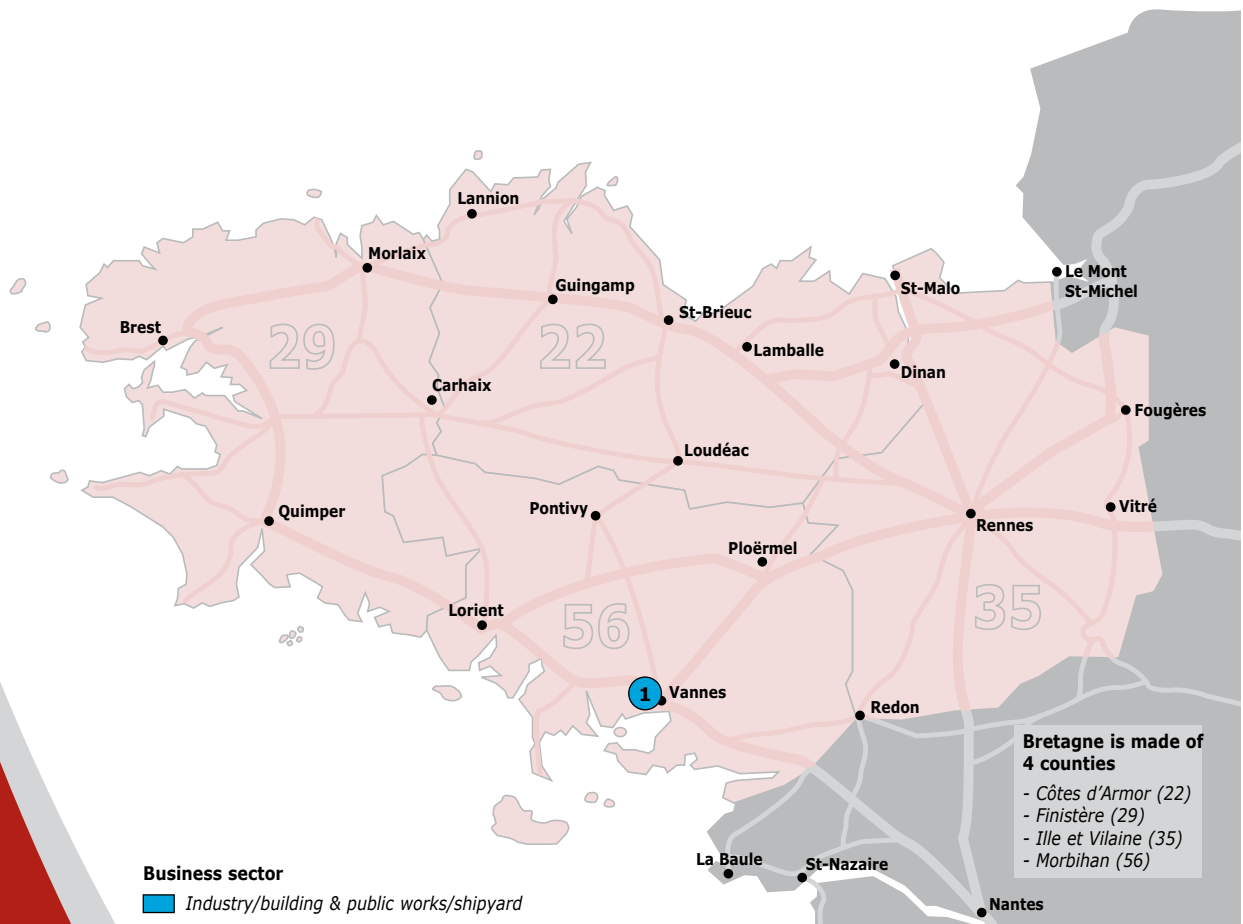 Lannion
Morlaix
Le Mont
St-Michel
St-Malo
Guingamp
St-Brieuc
Brest
29
22
Lamballe
Dinan
Carhaix
Fougères
Loudéac
Quimper
Pontivy
Vitré
Rennes
Ploërmel
Lorient
56
35
1
Vannes
Redon
Bretagne is made of
4 counties
- Côtes d'Armor (22)
- Finistère (29)
- Ille et Vilaine (35)
- Morbihan (56)
La Baule
St-Nazaire
Nantes
Business sector
Industry/building & public works/shipyard